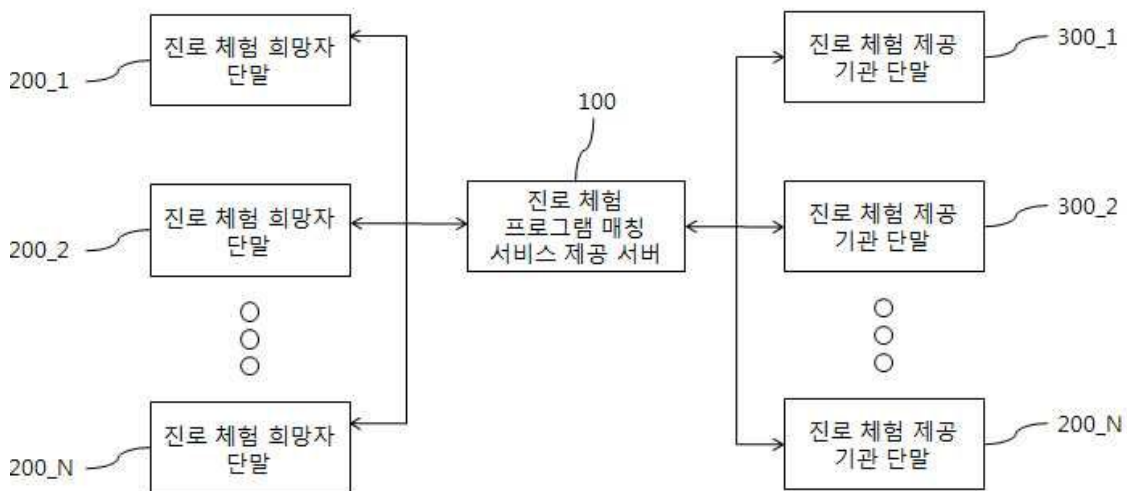 진로 체험 희망자
단말
200_1
진로 체험 희망자
단말
200_2
진로 체험 희망자
단말
200_N
100
진로 체험
프로그램 매칭
서비스 제공 서버
진로 체험 제공
기관 단말
300_1
진로 체험 제공
기관 단말
300_2
진로 체험 제공
기관 단말
200_N